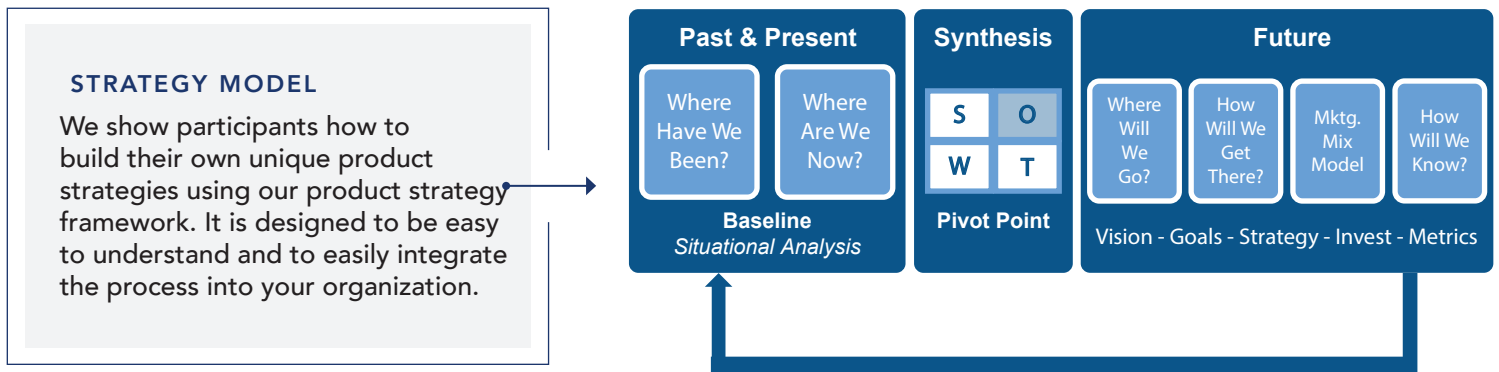 STRATEGY MODEL
We show participants how to
build their own unique product
strategies using our product strategy
framework. It is designed to be easy
to understand and to easily integrate
the process into your organization.
Past & Present
Where
Have We
Been?
Where
Are We
Now?
Baseline
Situational Analysis
Synthesis
S O
W T
Pivot Point
Future
Where
Will
We
Go?
How
Will We
Get
There?
Mktg.
Mix
Model
How
Will We
Know?
Vision - Goals - Strategy - Invest - Metrics